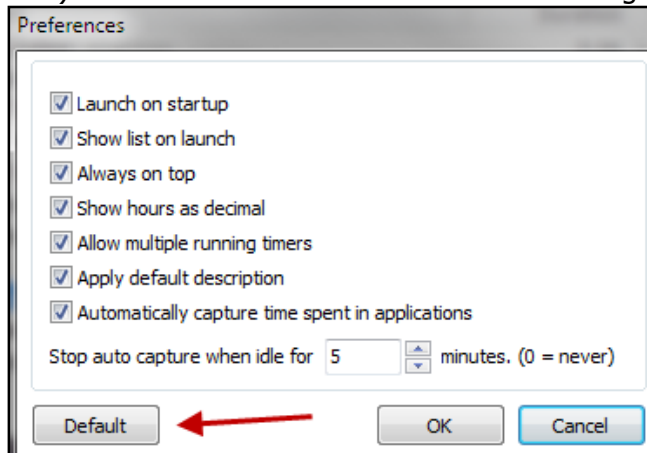 Preferences
Launch on startup
Show list on launch
Always on top
Show hours as decimal
Allow multiple running timers
Apply default description
Automatically capture time spent in applications
Stop auto capture when idle for 5 minutes. (0 = never)
Default OK Cancel